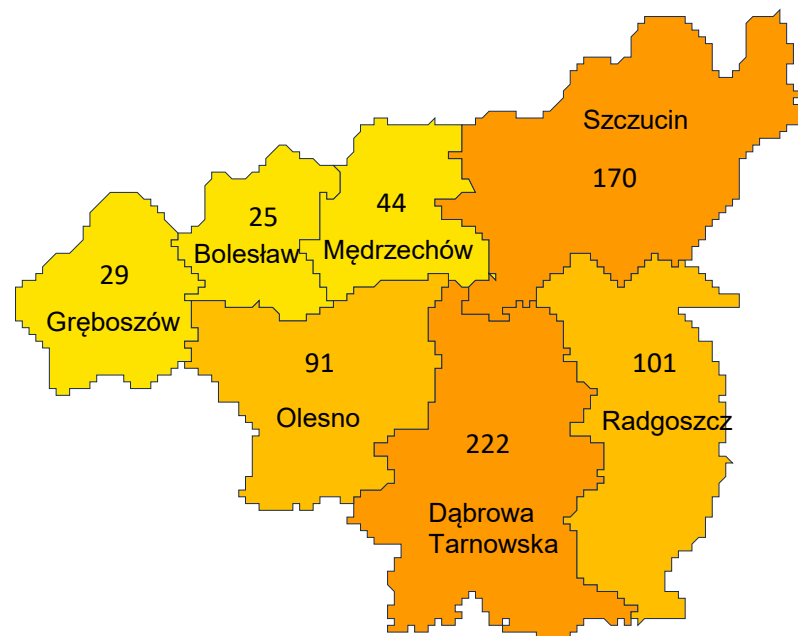 Szczucin
170
44
Mędrzechów
25
Bolesław
29
Gręboszów
91
Olesno
101
Radgoszcz
222
Dąbrowa
Tarnowska